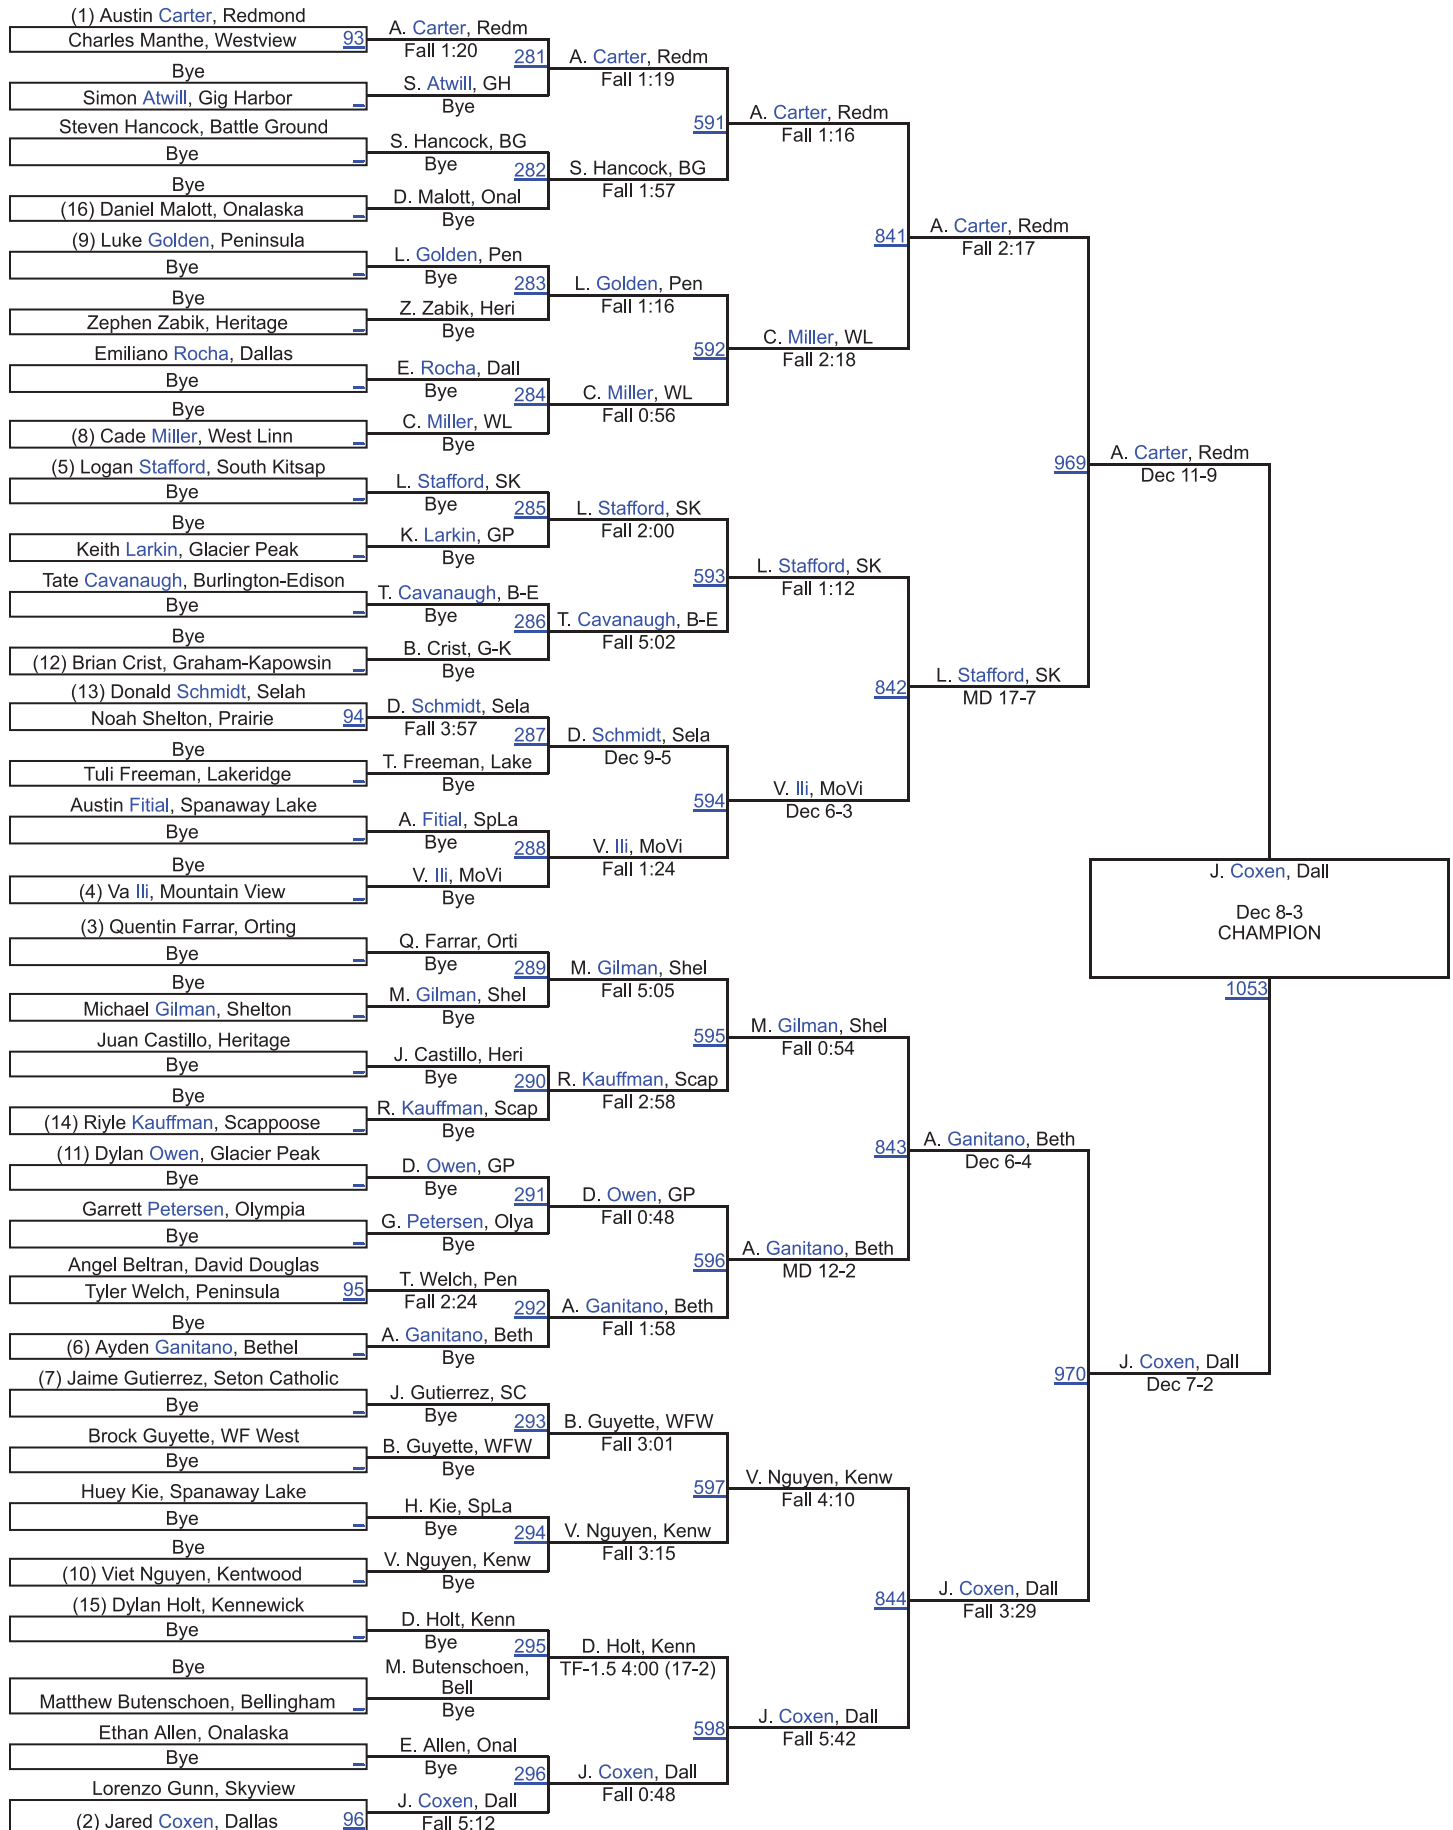 (1) Austin Carter, Redmond
Charles Manthe, Westview 93
Bye
Simon Atwill, Gig Harbor
Steven Hancock, Battle Ground
Bye
Bye
(16) Daniel Malott, Onalaska
(9) Luke Golden, Peninsula
Bye
Bye
Zephen Zabik, Heritage
Emiliano Rocha, Dallas
Bye
Bye
(8) Cade Miller, West Linn
(5) Logan Stafford, South Kitsap
Bye
Bye
Keith Larkin, Glacier Peak
Tate Cavanaugh, Burlington-Edison
Bye
Bye
(12) Brian Crist, Graham-Kapowsin
(13) Donald Schmidt, Selah
Noah Shelton, Prairie 94
Bye
Tuli Freeman, Lakeridge
Austin Fitial, Spanaway Lake
Bye
Bye
(4) Va Ili, Mountain View
(3) Quentin Farrar, Orting
Bye
Bye
Michael Gilman, Shelton
Juan Castillo, Heritage
Bye
Bye
(14) Riyle Kauffman, Scappoose
(11) Dylan Owen, Glacier Peak
Bye
Garrett Petersen, Olympia
Bye
Angel Beltran, David Douglas
Tyler Welch, Peninsula 95
Bye
(6) Ayden Ganitano, Bethel
(7) Jaime Gutierrez, Seton Catholic
Bye
Brock Guyette, WF West
Bye
Huey Kie, Spanaway Lake
Bye
Bye
(10) Viet Nguyen, Kentwood
(15) Dylan Holt, Kennewick
Bye
Bye
Matthew Butenschoen, Bellingham
Ethan Allen, Onalaska
Bye
Lorenzo Gunn, Skyview
(2) Jared Coxen, Dallas 96
A. Carter, Redm
Fall 1:20
281
S. Atwill, GH
Bye
S. Hancock, BG
Bye
282
D. Malott, Onal
Bye
L. Golden, Pen
Bye
283
Z. Zabik, Heri
Bye
E. Rocha, Dall
Bye
284
C. Miller, WL
Bye
L. Stafford, SK
Bye
285
K. Larkin, GP
Bye
T. Cavanaugh, B-E
Bye
286
B. Crist, G-K
Bye
D. Schmidt, Sela
Fall 3:57
287
T. Freeman, Lake
Bye
A. Fitial, SpLa
Bye
288
V. Ili, MoVi
Bye
Q. Farrar, Orti
Bye
289
M. Gilman, Shel
Bye
J. Castillo, Heri
Bye
290
R. Kauffman, Scap
Bye
D. Owen, GP
Bye
291
G. Petersen, Olya
Bye
T. Welch, Pen
Fall 2:24
292
A. Ganitano, Beth
Bye
J. Gutierrez, SC
Bye
293
B. Guyette, WFW
Bye
H. Kie, SpLa
Bye
294
V. Nguyen, Kenw
Bye
D. Holt, Kenn
Bye
295
M. Butenschoen,
Bell
Bye
E. Allen, Onal
Bye
296
J. Coxen, Dall
Fall 5:12
A. Carter, Redm
Fall 1:19
591
S. Hancock, BG
Fall 1:57
L. Golden, Pen
Fall 1:16
592
C. Miller, WL
Fall 0:56
L. Stafford, SK
Fall 2:00
593
T. Cavanaugh, B-E
Fall 5:02
D. Schmidt, Sela
Dec 9-5
594
V. Ili, MoVi
Fall 1:24
M. Gilman, Shel
Fall 5:05
595
R. Kauffman, Scap
Fall 2:58
D. Owen, GP
Fall 0:48
596
A. Ganitano, Beth
Fall 1:58
B. Guyette, WFW
Fall 3:01
597
V. Nguyen, Kenw
Fall 3:15
D. Holt, Kenn
TF-1.5 4:00 (17-2)
598
J. Coxen, Dall
Fall 0:48
A. Carter, Redm
Fall 1:16
841
C. Miller, WL
Fall 2:18
L. Stafford, SK
Fall 1:12
842
V. Ili, MoVi
Dec 6-3
M. Gilman, Shel
Fall 0:54
843
A. Ganitano, Beth
MD 12-2
V. Nguyen, Kenw
Fall 4:10
844
J. Coxen, Dall
Fall 5:42
A. Carter, Redm
Fall 2:17
969
L. Stafford, SK
MD 17-7
A. Ganitano, Beth
Dec 6-4
970
J. Coxen, Dall
Fall 3:29
A. Carter, Redm
Dec 11-9
J. Coxen, Dall
Dec 8-3
CHAMPION
1053
J. Coxen, Dall
Dec 7-2